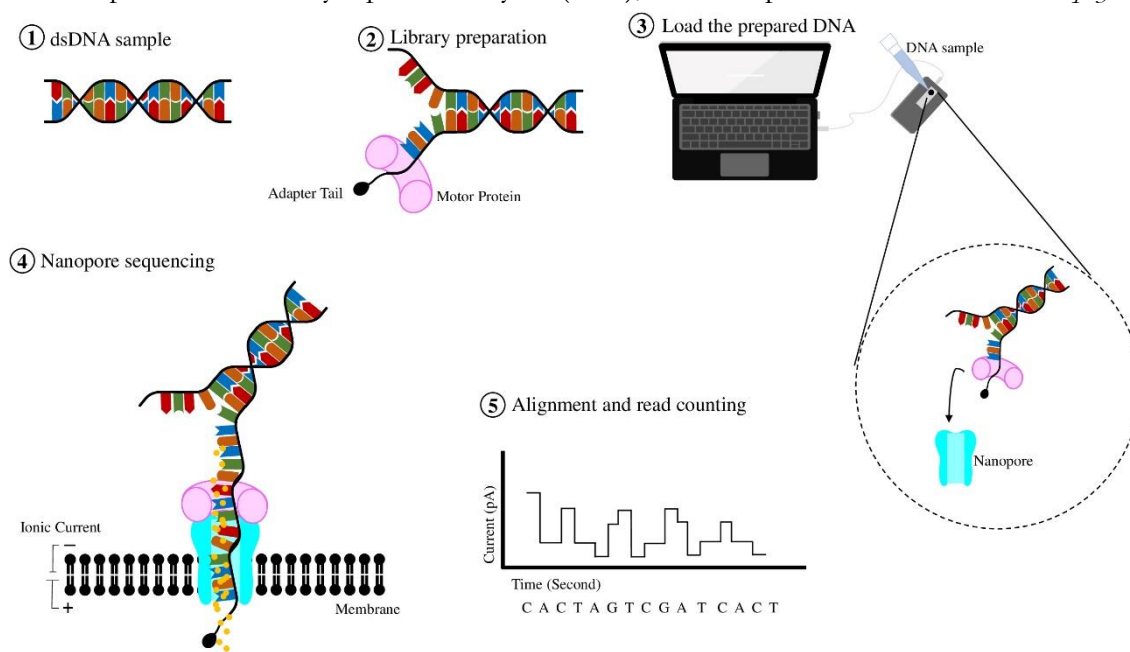 ① dsDNA sample
② Library preparation
Adapter Tail
Motor Protein
③ Load the prepared DNA
DNA sample
Nanopore
④ Nanopore sequencing
Ionic Current
−
+
Membrane
⑤ Alignment and read counting
Current (pA)
Time (Second)
C A C T A G T C G A T C A C T